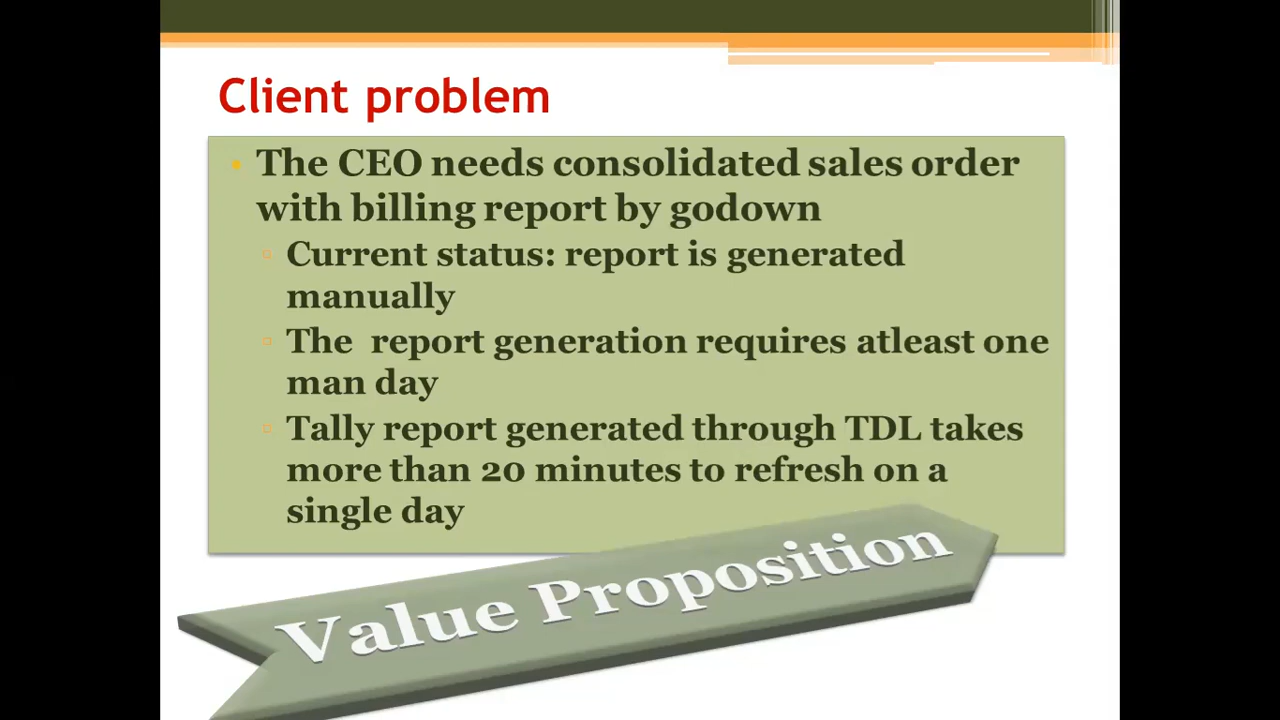 Client problem
The CEO needs consolidated sales order
with billing report by godown
Current status: report is generated
manually
The report generation requires atleast one
man day
Tally report generated through TDL takes
more than 20 minutes to refresh on a
single day
Value Proposition